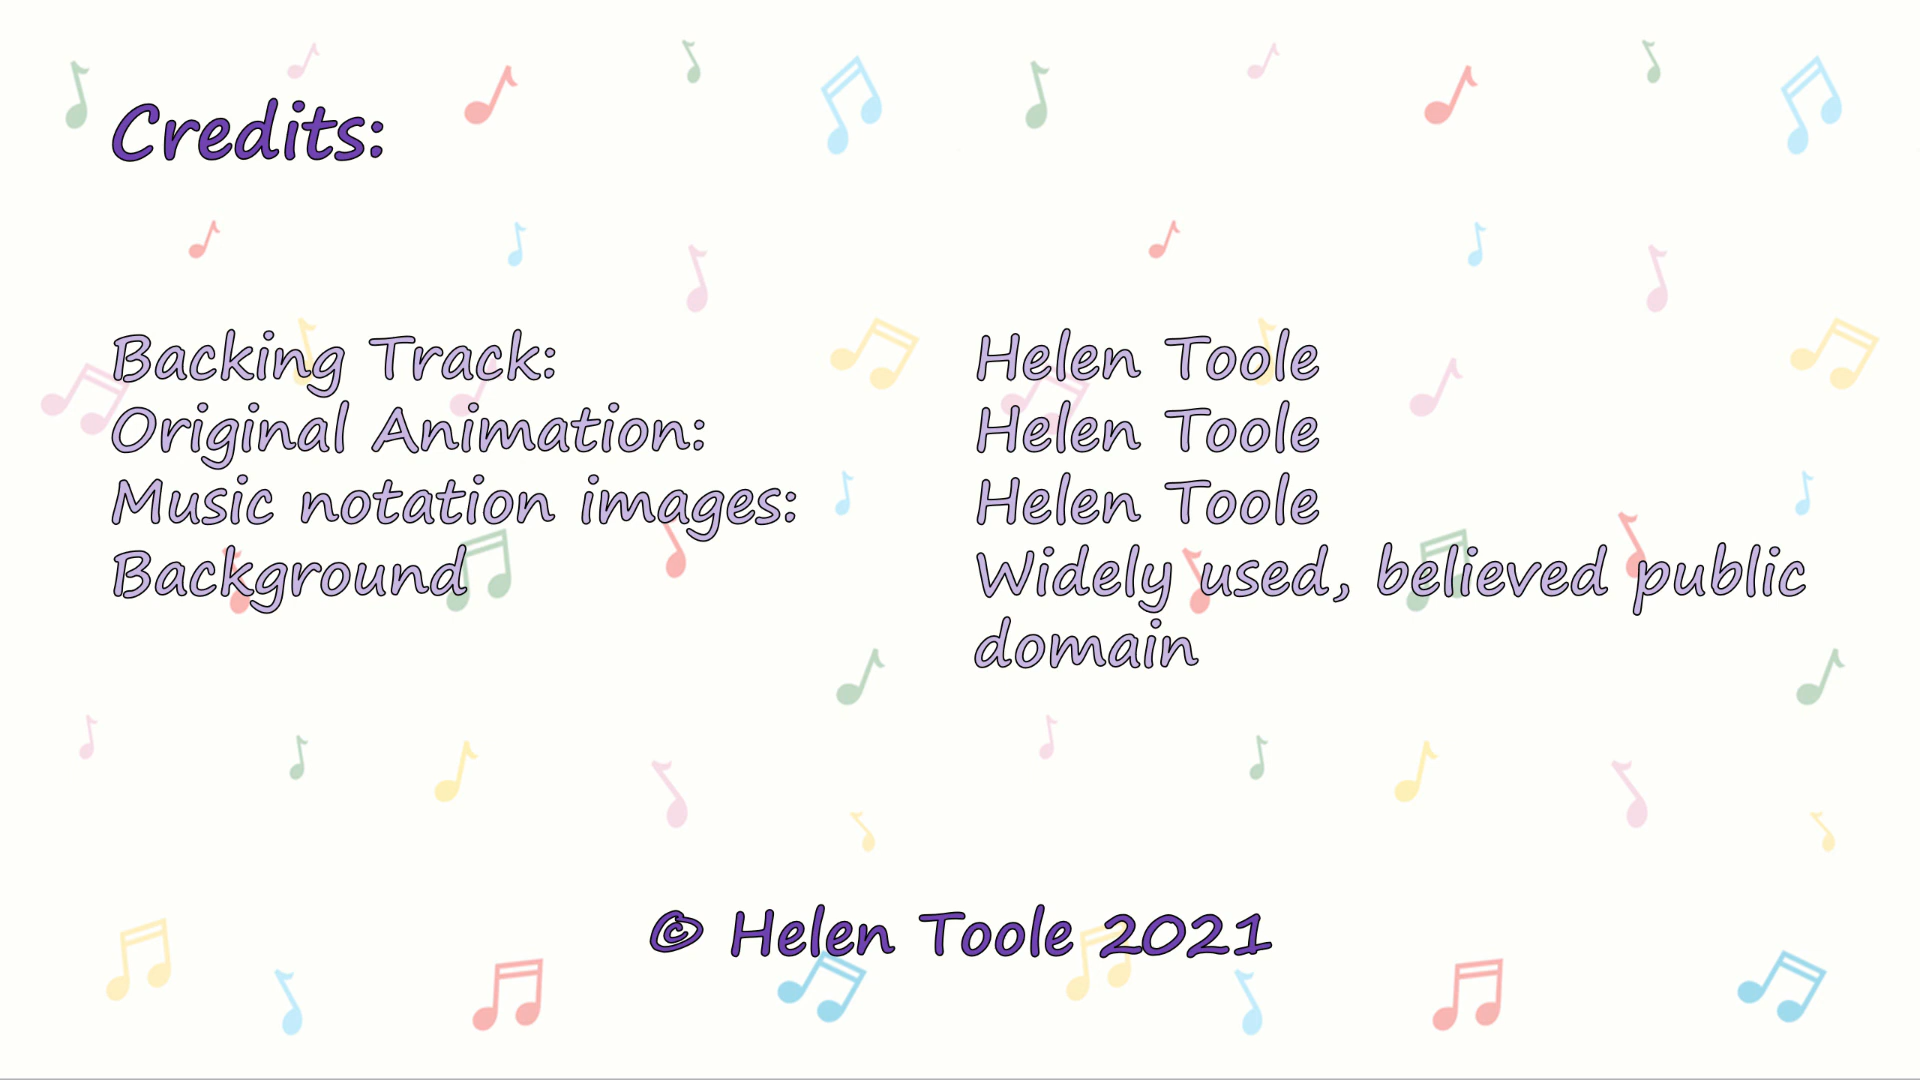 Credits:
Backing Track: Helen Toole
Original Animation: Helen Toole
Music notation images: Helen Toole
Background Widely used, believed public
domain
© Helen Toole 2021